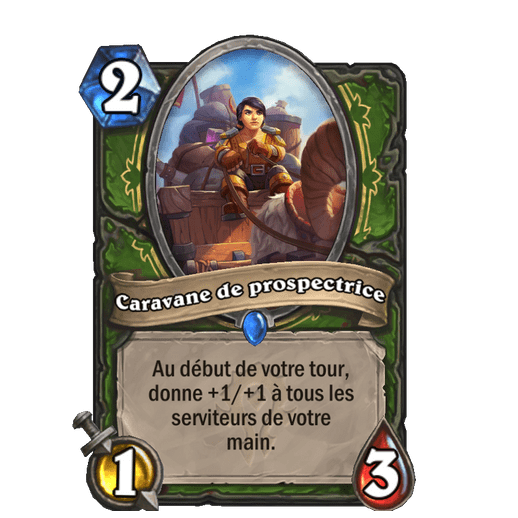 2
Caravane de prospectrice
Au début de votre tour,
donne +1/+1 à tous les
serviteurs de votre
main.
1
3